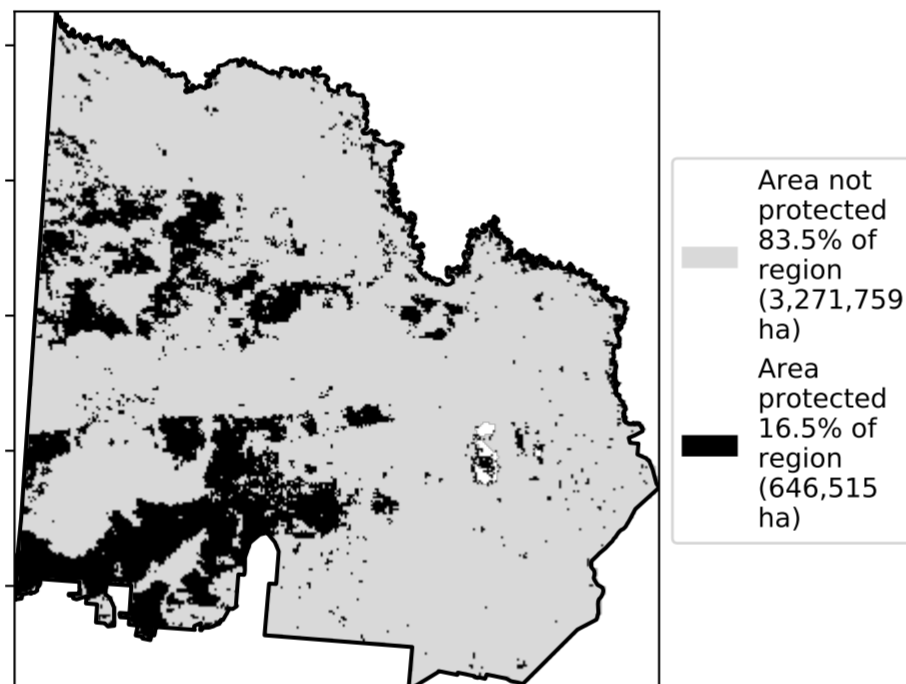 Area not
protected
83.5% of
region
(3,271,759
ha)
Area
protected
16.5% of
region
(646,515
ha)